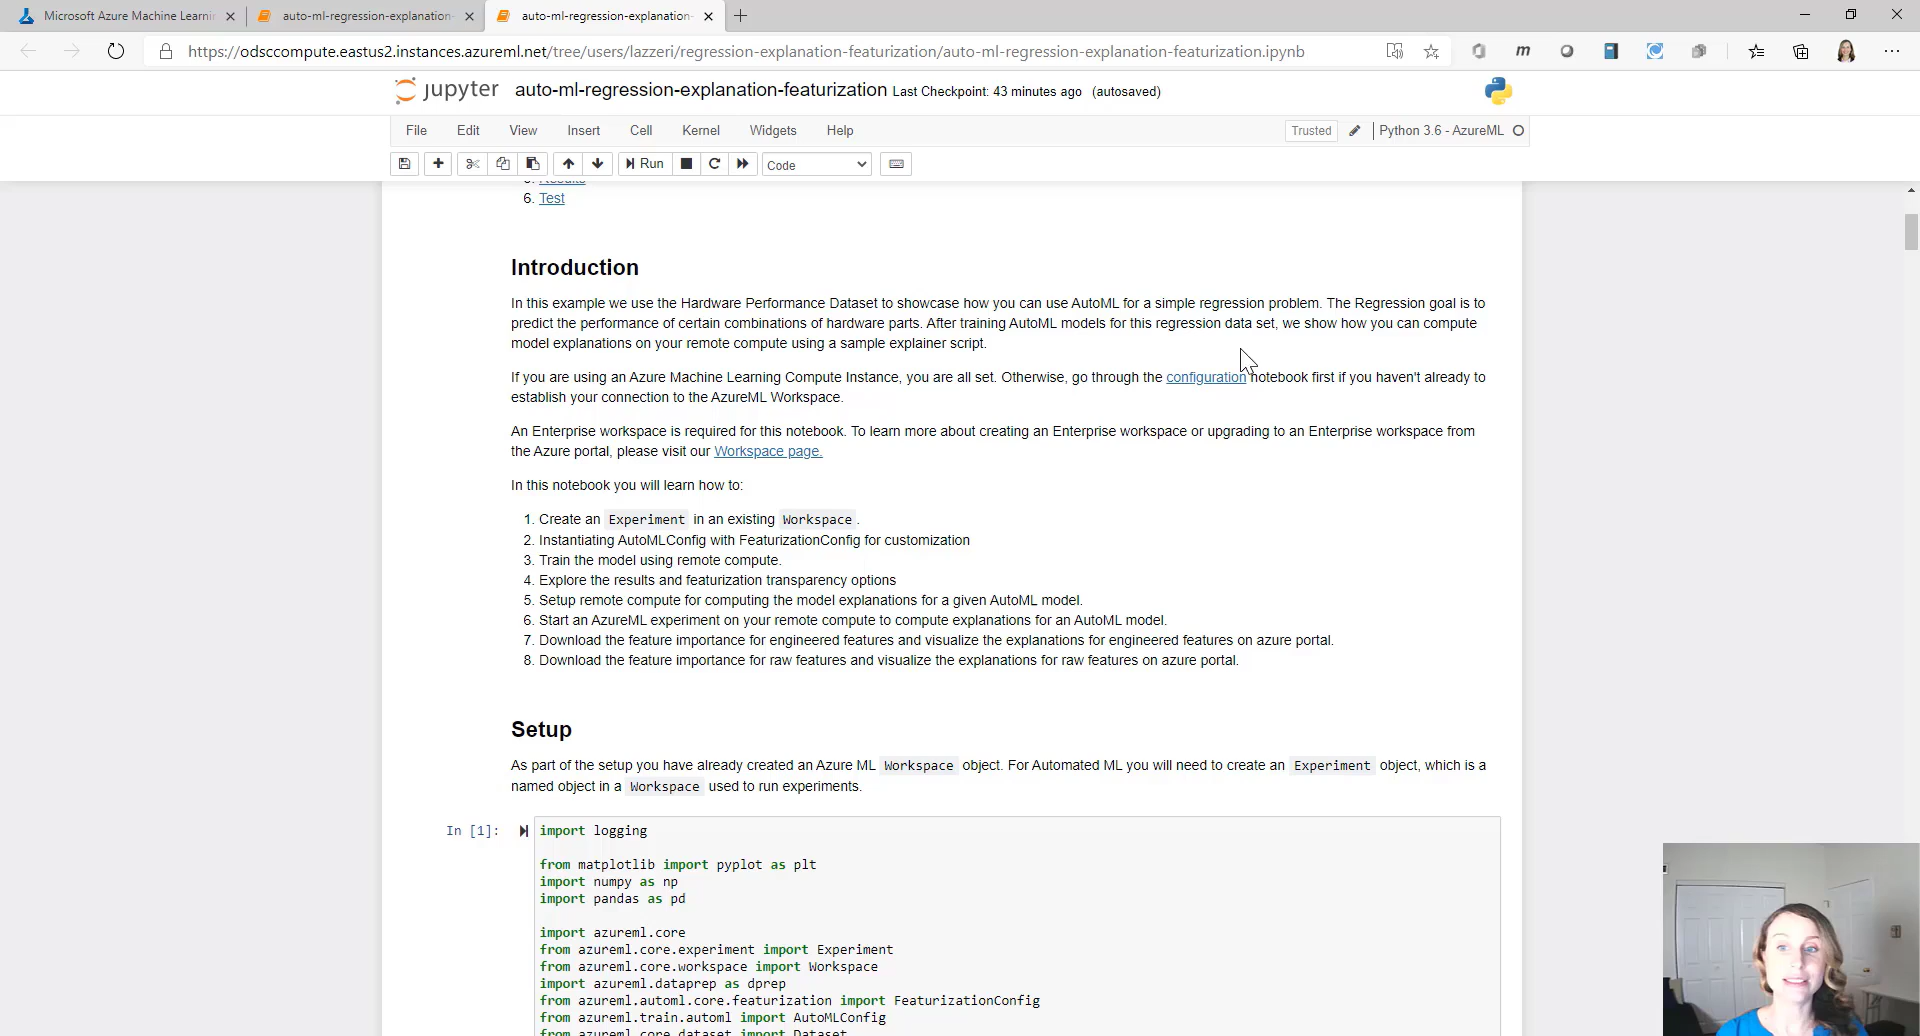 Microsoft Azure Machine Learni
auto-ml-regression-explanation-
auto-ml-regression-explanation-
https://odsccompute.eastus2.instances.azureml.net/tree/users/lazzeri/regression-explanation-featurization/auto-ml-regression-explanation-featurization.ipynb
m
jupyter auto-ml-regression-explanation-featurization Last Checkpoint: 43 minutes ago (autosaved)
File Edit View Insert Cell Kernel Widgets Help
Trusted Python 3.6 - AzureML
Run Code
5. Results
6. Test
Introduction
In this example we use the Hardware Performance Dataset to showcase how you can use AutoML for a simple regression problem. The Regression goal is to
predict the performance of certain combinations of hardware parts. After training AutoML models for this regression data set, we show how you can compute
model explanations on your remote compute using a sample explainer script.
If you are using an Azure Machine Learning Compute Instance, you are all set. Otherwise, go through the configuration notebook first if you haven't already to
establish your connection to the AzureML Workspace.
An Enterprise workspace is required for this notebook. To learn more about creating an Enterprise workspace or upgrading to an Enterprise workspace from
the Azure portal, please visit our Workspace page.
In this notebook you will learn how to:
1. Create an Experiment in an existing Workspace.
2. Instantiating AutoMLConfig with FeaturizationConfig for customization
3. Train the model using remote compute.
4. Explore the results and featurization transparency options
5. Setup remote compute for computing the model explanations for a given AutoML model.
6. Start an AzureML experiment on your remote compute to compute explanations for an AutoML model.
7. Download the feature importance for engineered features and visualize the explanations for engineered features on azure portal.
8. Download the feature importance for raw features and visualize the explanations for raw features on azure portal.
Setup
As part of the setup you have already created an Azure ML Workspace object. For Automated ML you will need to create an Experiment object, which is a
named object in a Workspace used to run experiments.
In [1]: import logging
from matplotlib import pyplot as plt
import numpy as np
import pandas as pd
import azureml.core
from azureml.core.experiment import Experiment
from azureml.core.workspace import Workspace
import azureml.dataprep as dprep
from azureml.automl.core.featurization import FeaturizationConfig
from azureml.train.automl import AutoMLConfig
from azureml.core.dataset import Dataset